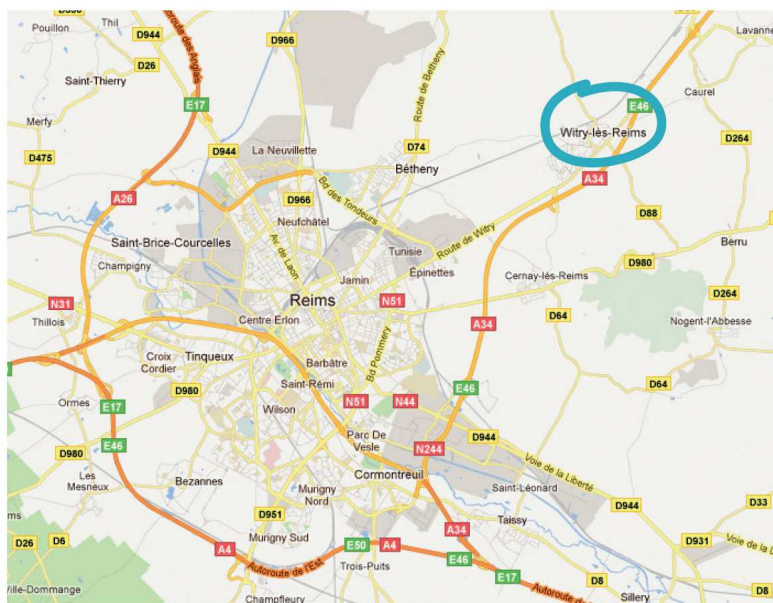 D530
Thil
Pouillon
D944
D966
D26
Saint-Thierry
Autoroute des Anglais
E17
Merfy
D475
D944
La Neuvillette
Route de Betheny
D74
Bétheny
E46
Witry-lès-Reims
Lavanne
Caurel
D264
A34
D88
A26
D966
Neufchâtel
Bd des Tondeurs
Av. de Laon
Saint-Brice-Courcelles
Champigny
Tunisie
Route de Witry
Épinettes
Jamin
Cernay-lès-Reims
D980
Berru
Reims
N51
N31
Thillois
Centre Erlon
A34
D64
D264
Nogent-l'Abbesse
Croix
Cordier
Tinqueux
Barbâtre
Bd Pommery
Saint-Rémi
D980
E46
D64
Ormes
E17
Wilson
N51
N44
E46
D980
Parc De
Vesle
N244
D944
Voie de la Liberté
Les
Mesneux
Bezannes
Cormontreuil
Saint-Léonard
Murigny
Nord
D944
D33
ms
D951
A34
Taissy
D26
D6
A4
Murigny Sud
E50
A4
E46
D931
Voie de la L
Autoroute de l'Est
Trois-Puits
E17
D8
D8
Ville-Dommange
Champfleury
Autoroute de
Sillery